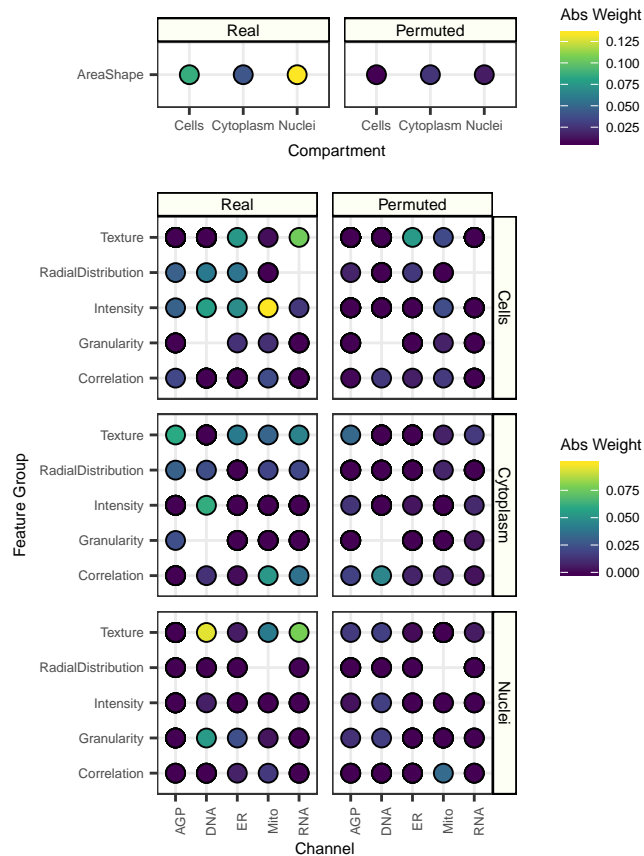 Real Permuted
AreaShape
Cells Cytoplasm Nuclei Cells Cytoplasm Nuclei
Compartment
Abs Weight
0.125
0.100
0.075
0.050
0.025
Real Permuted
Feature Group
Texture
RadialDistribution
Intensity
Granularity
Correlation
Cells
Texture
RadialDistribution
Intensity
Granularity
Correlation
Cytoplasm
Texture
RadialDistribution
Intensity
Granularity
Correlation
Nuclei
AGP DNA ER Mito RNA AGP DNA ER Mito RNA
Channel
Abs Weight
0.075
0.050
0.025
0.000